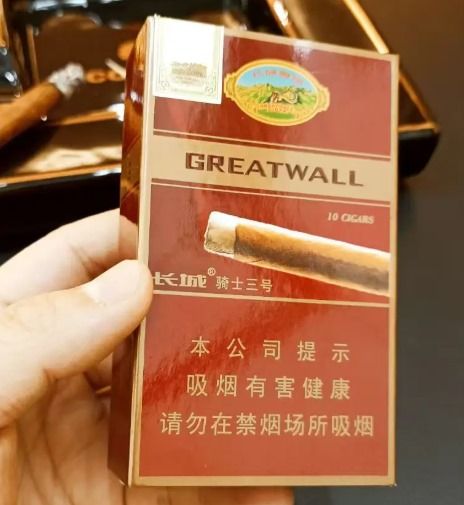 GREATWALL
10 CIGARS
长城® 骑士三号
本公司提示
吸烟有害健康
请勿在禁烟场所吸烟